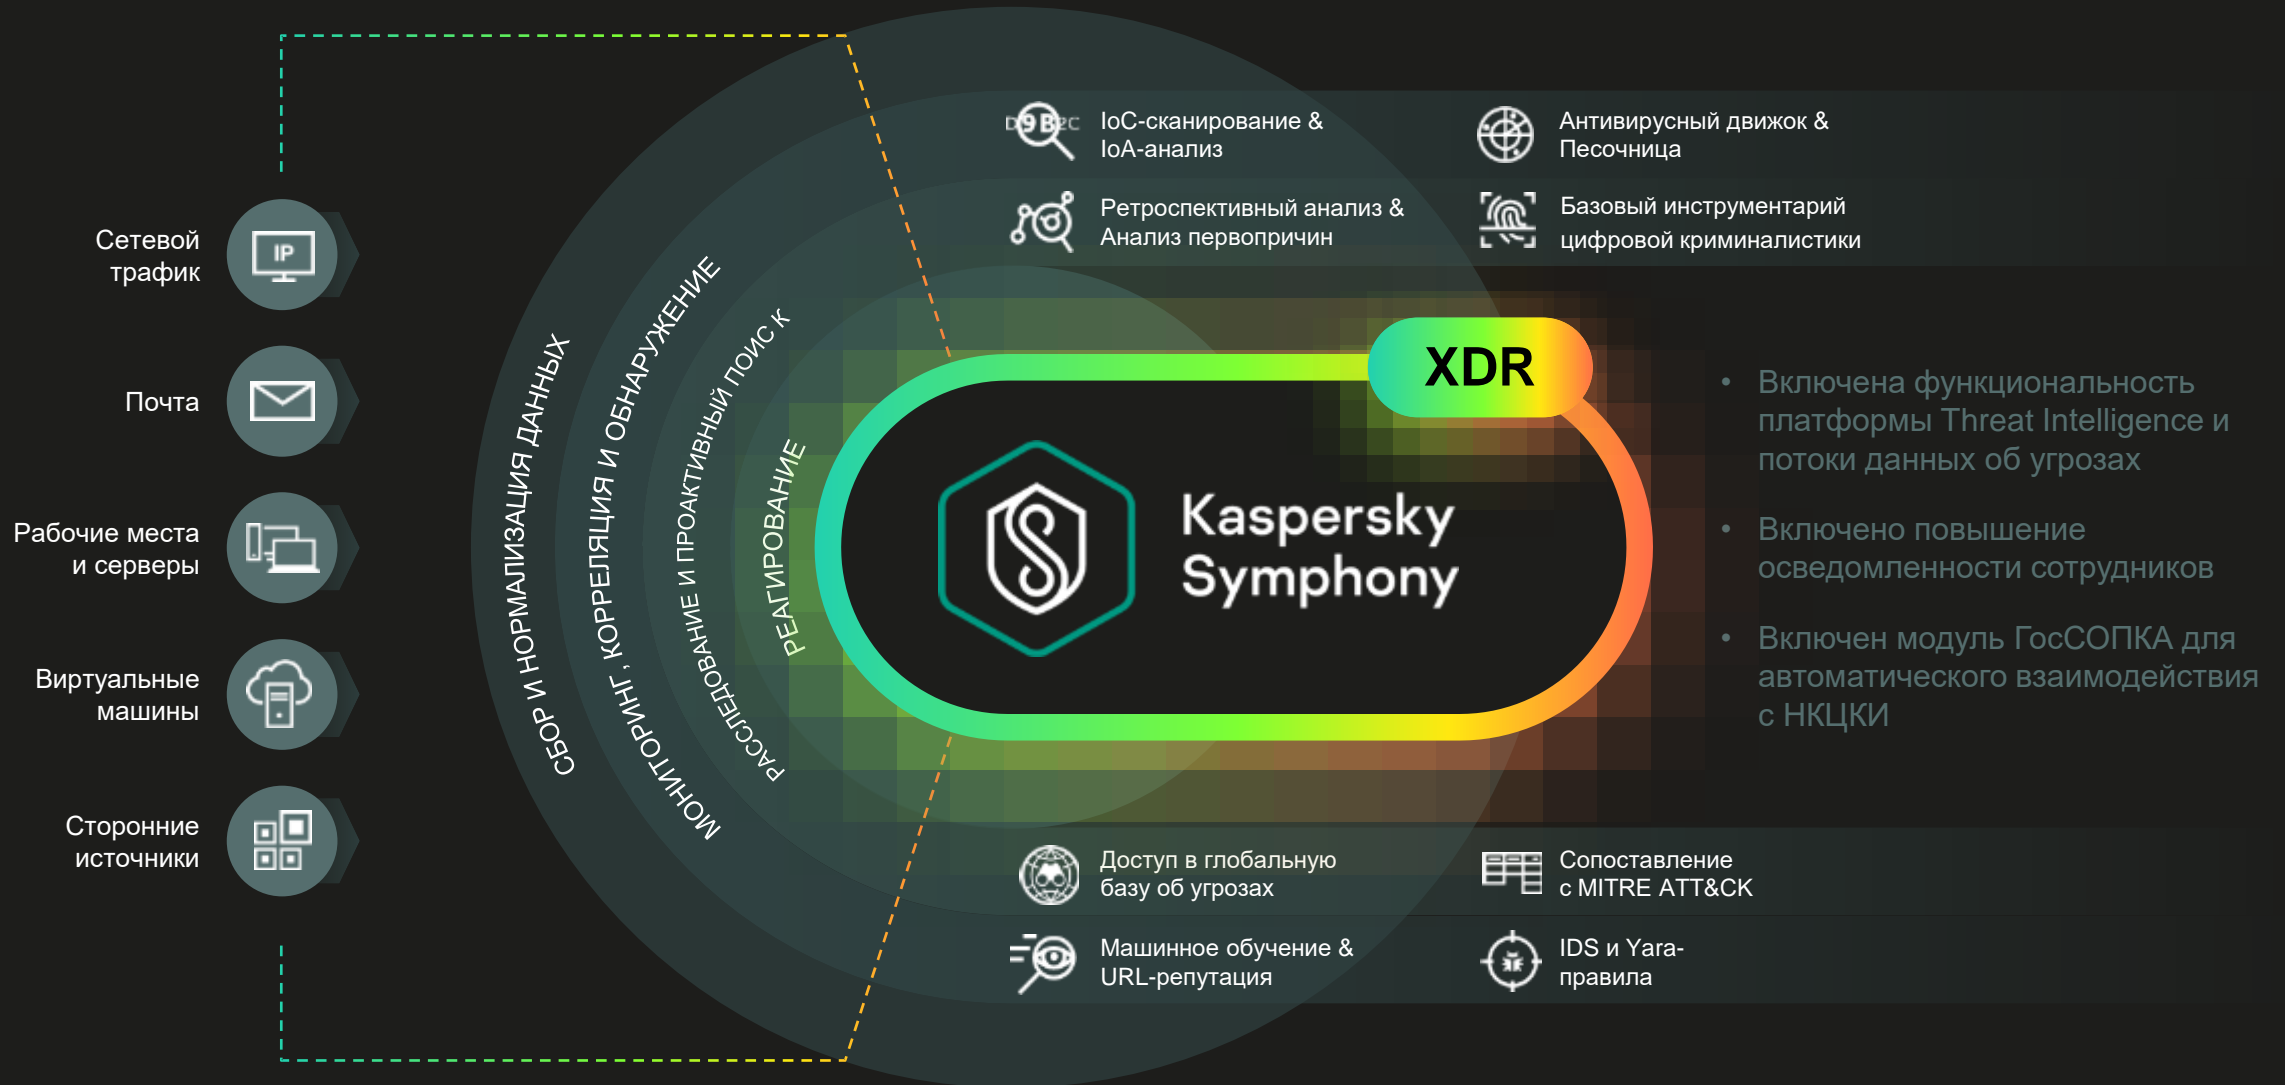 Сетевой
трафик
IP
Почта
Рабочие места
и серверы
Виртуальные
машины
Сторонние
источники
СБОР И НОРМАЛИЗАЦИЯ ДАННЫХ
МОНИТОРИНГ, КОРРЕЛЯЦИЯ И ОБНАРУЖЕНИЕ
РАССЛЕДОВАНИЕ И ПРОАКТИВНЫЙ ПОИСК К
РЕАГИРОВАНИЕ
9B
IoC-сканирование &
IoA-анализ
Антивирусный движок &
Песочница
Ретроспективный анализ &
Анализ первопричин
Базовый инструментарий
цифровой криминалистики
XDR
Kaspersky
Symphony
• Включена функциональность
платформы Threat Intelligence и
потоки данных об угрозах
• Включено повышение
осведомленности сотрудников
• Включен модуль ГосСОПКА для
автоматического взаимодействия
с НКЦКИ
Доступ в глобальную
базу об угрозах
Сопоставление
с MITRE ATT&CK
Машинное обучение &
URL-репутация
IDS и Yara-
правила